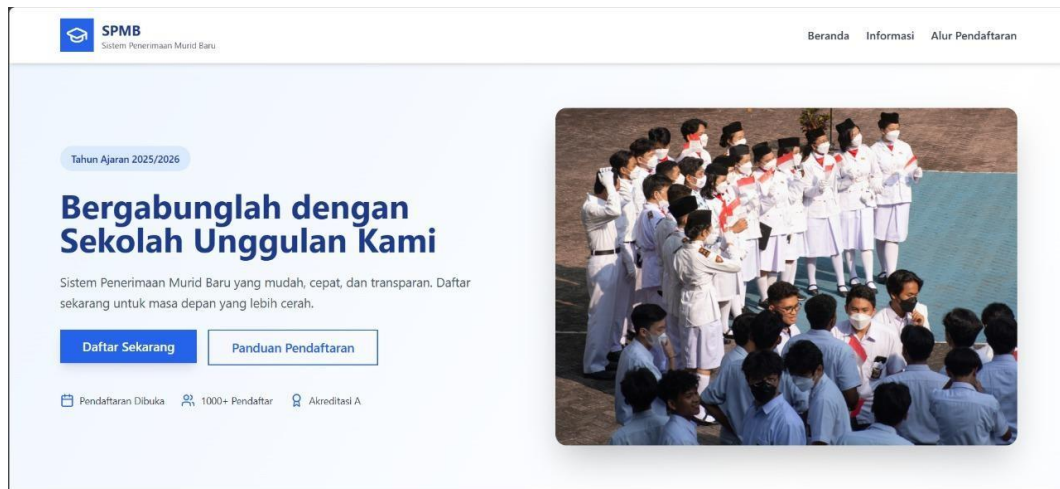 SPMB
Sistem Penerimaan Murid Baru
Beranda Informasi Alur Pendaftaran
Tahun Ajaran 2025/2026
Bergabunglah dengan
Sekolah Unggulan Kami
Sistem Penerimaan Murid Baru yang mudah, cepat, dan transparan. Daftar
sekarang untuk masa depan yang lebih cerah.
Daftar Sekarang
Panduan Pendaftaran
Pendaftaran Dibuka
1000+ Pendaftar
Akreditasi A